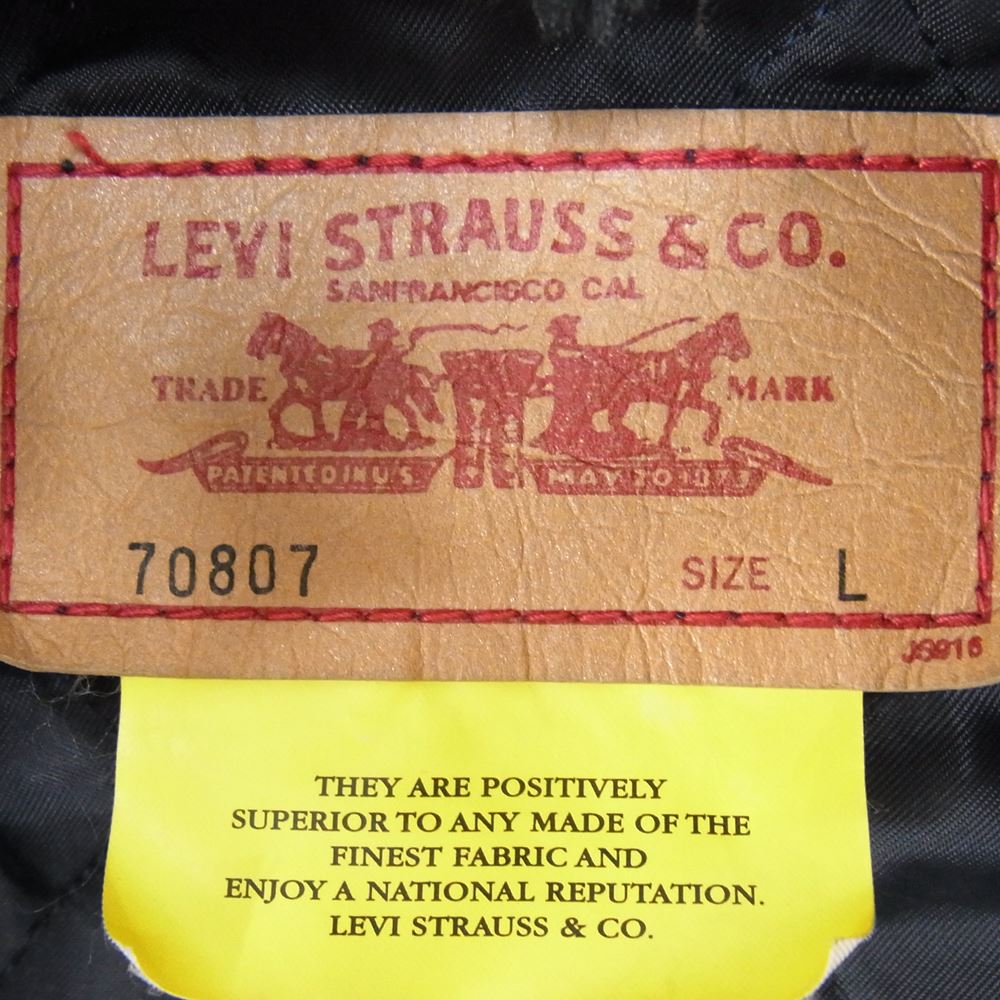 LEVI STRAUSS & CO.
SANFRANCISCO CAL
TRADE MARK
PATENTED IN U.S. MAY 20 1873
70807 SIZE L
JS916
THEY ARE POSITIVELY
SUPERIOR TO ANY MADE OF THE
FINEST FABRIC AND
ENJOY A NATIONAL REPUTATION.
LEVI STRAUSS & CO.